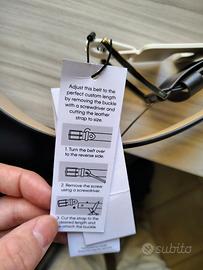 Adjust this belt to the
perfect custom length
by removing the buckle
with a screwdriver and
cutting the leather
strap to size.
1. Turn the belt over
to the reverse side.
2. Remove the screw
using a screwdriver.
3. Cut the strap to the
desired length and
attach the buckle
subito